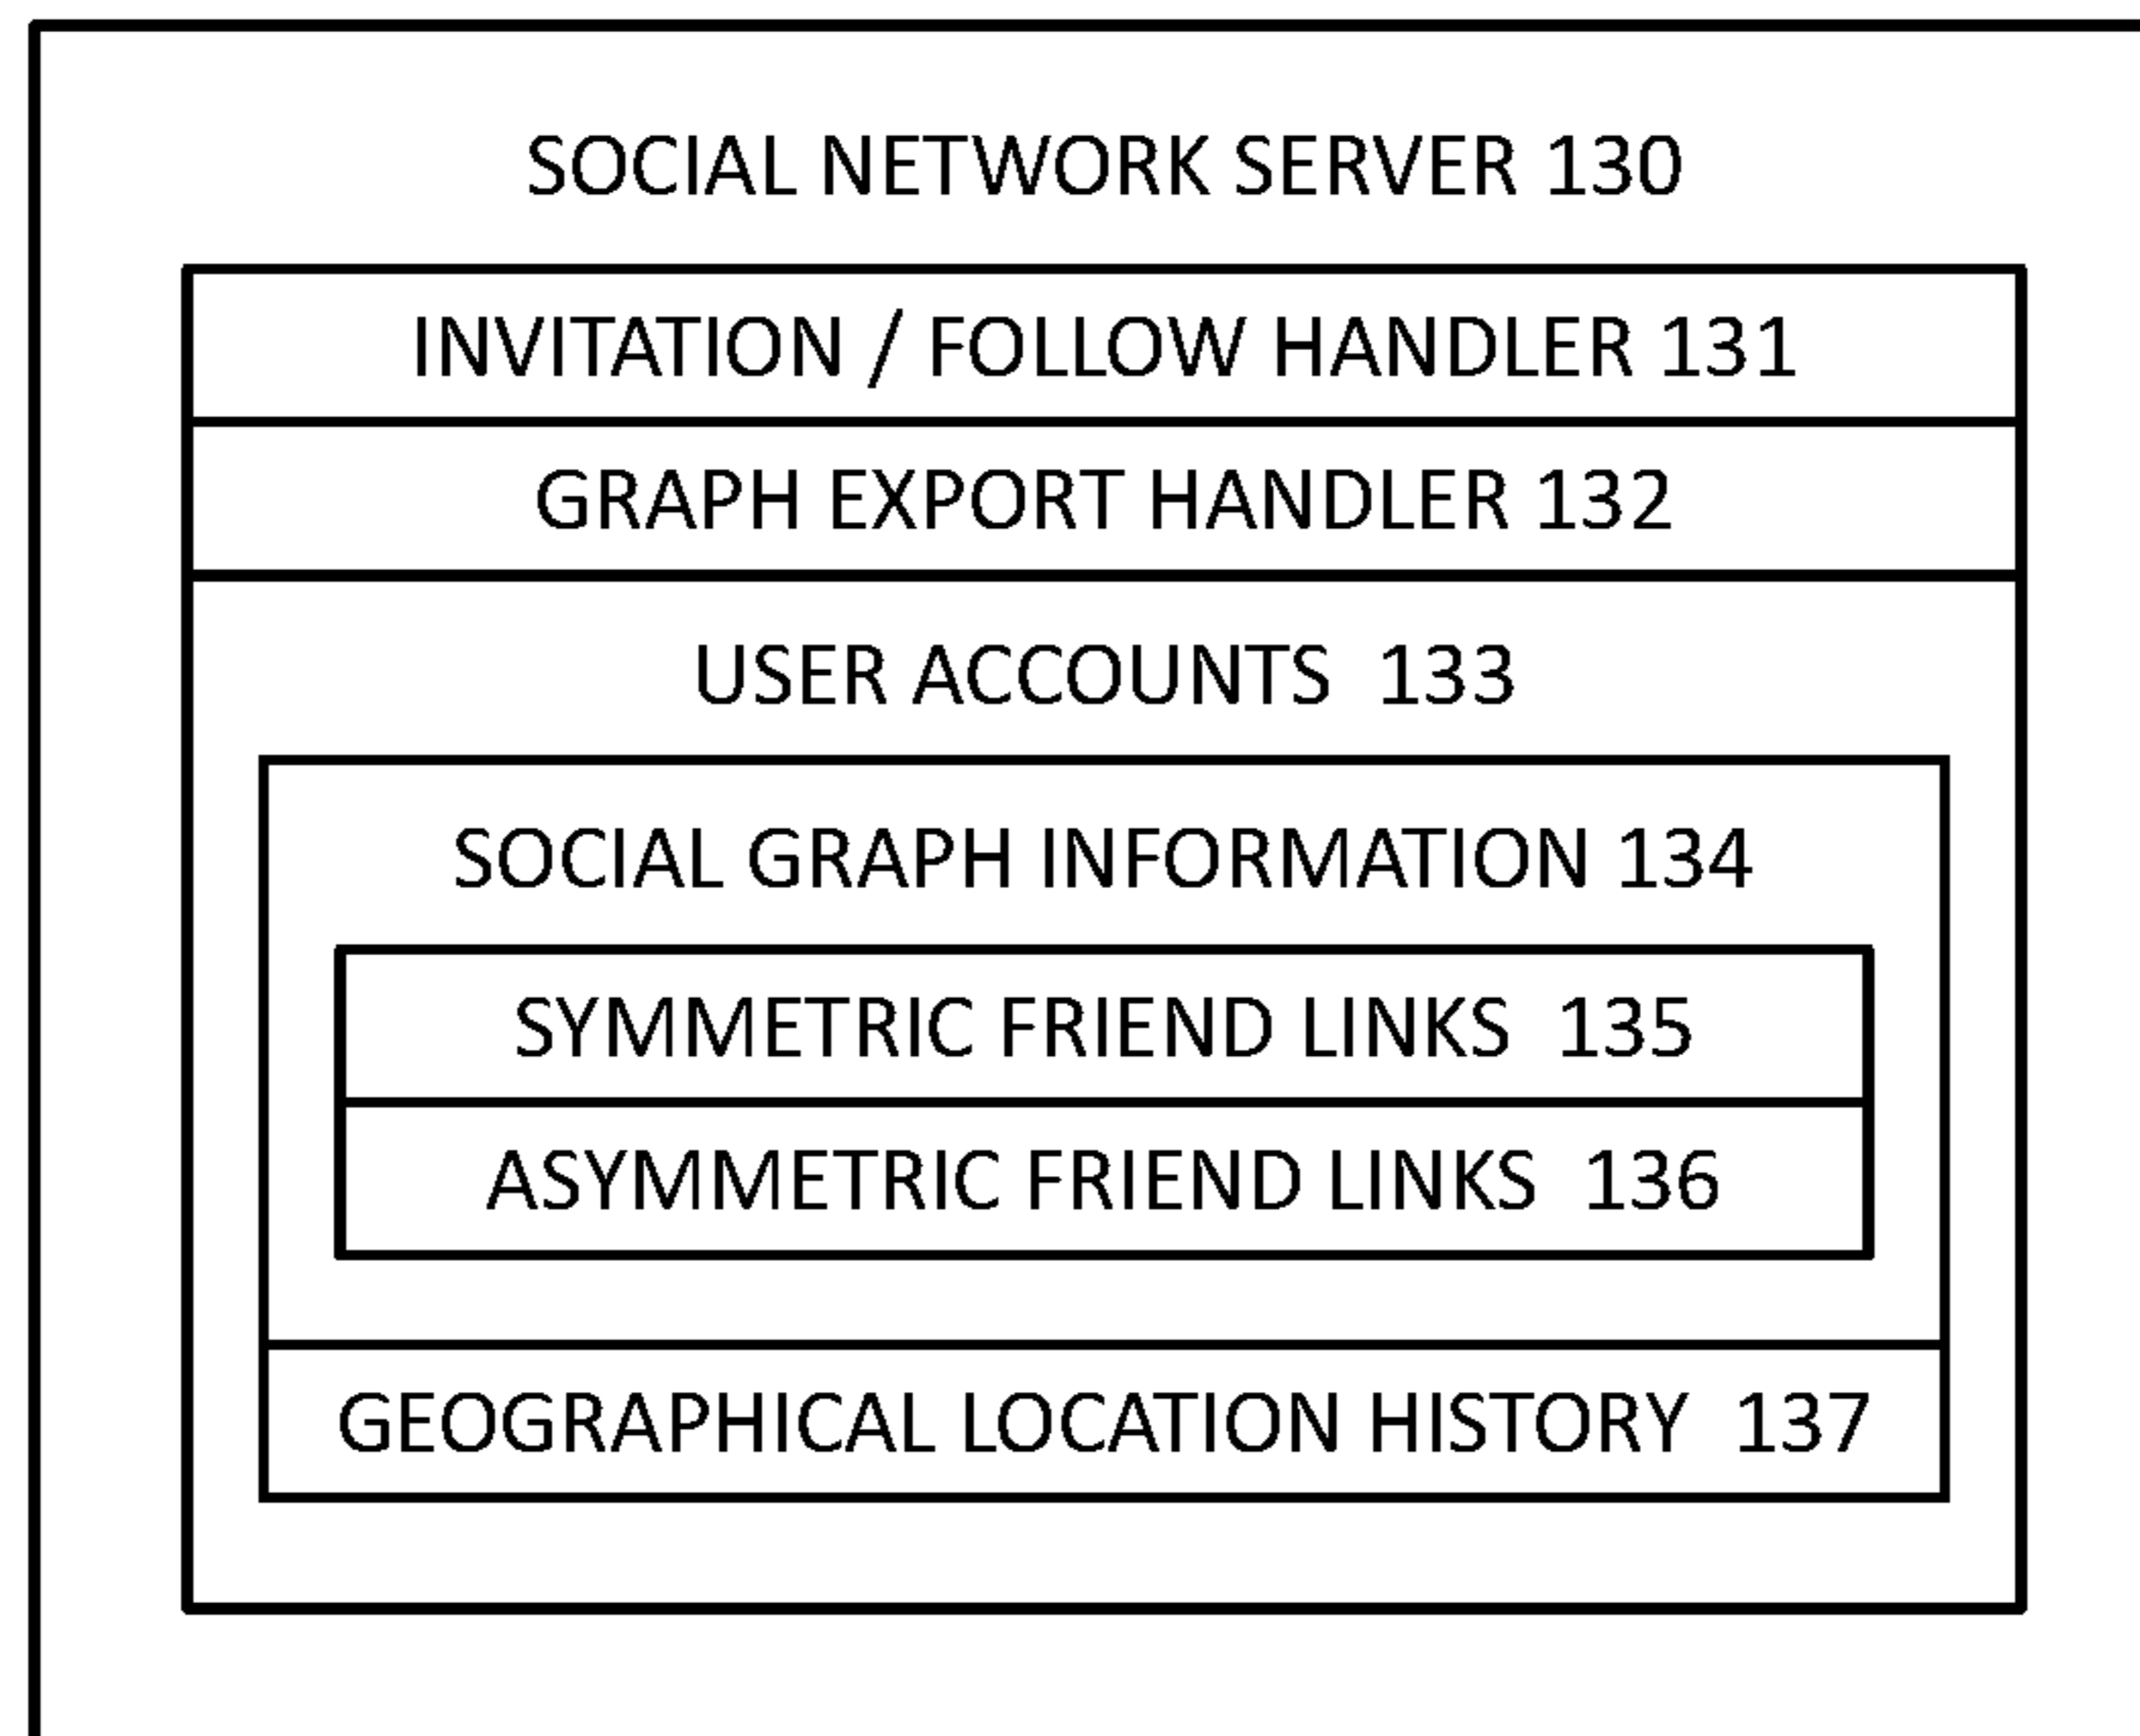 SOCIAL NETWORK SERVER 130
INVITATION / FOLLOW HANDLER 131
GRAPH EXPORT HANDLER 132
USER ACCOUNTS 133
SOCIAL GRAPH INFORMATION 134
SYMMETRIC FRIEND LINKS 135
ASYMMETRIC FRIEND LINKS 136
GEOGRAPHICAL LOCATION HISTORY 137